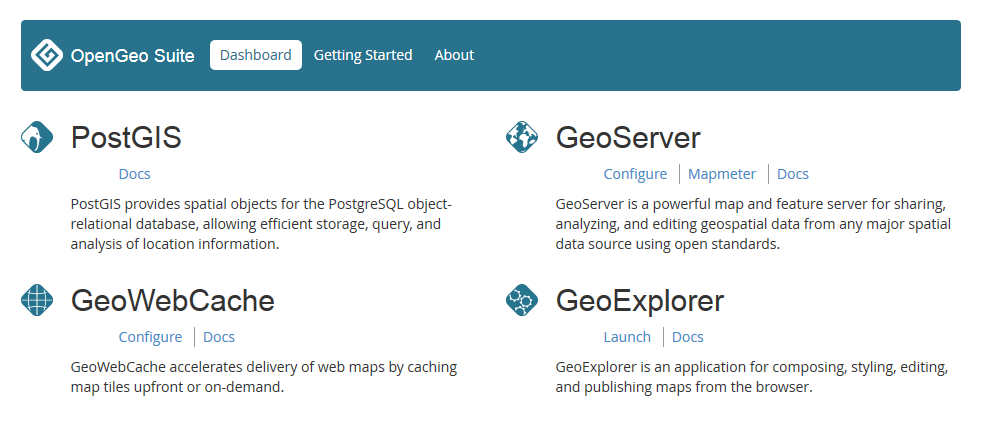 OpenGeo Suite Dashboard Getting Started About
PostGIS
Docs
PostGIS provides spatial objects for the PostgreSQL object-
relational database, allowing efficient storage, query, and
analysis of location information.
GeoServer
Configure Mapmeter Docs
GeoServer is a powerful map and feature server for sharing,
analyzing, and editing geospatial data from any major spatial
data source using open standards.
GeoWebCache
Configure Docs
GeoWebCache accelerates delivery of web maps by caching
map tiles upfront or on-demand.
GeoExplorer
Launch Docs
GeoExplorer is an application for composing, styling, editing,
and publishing maps from the browser.